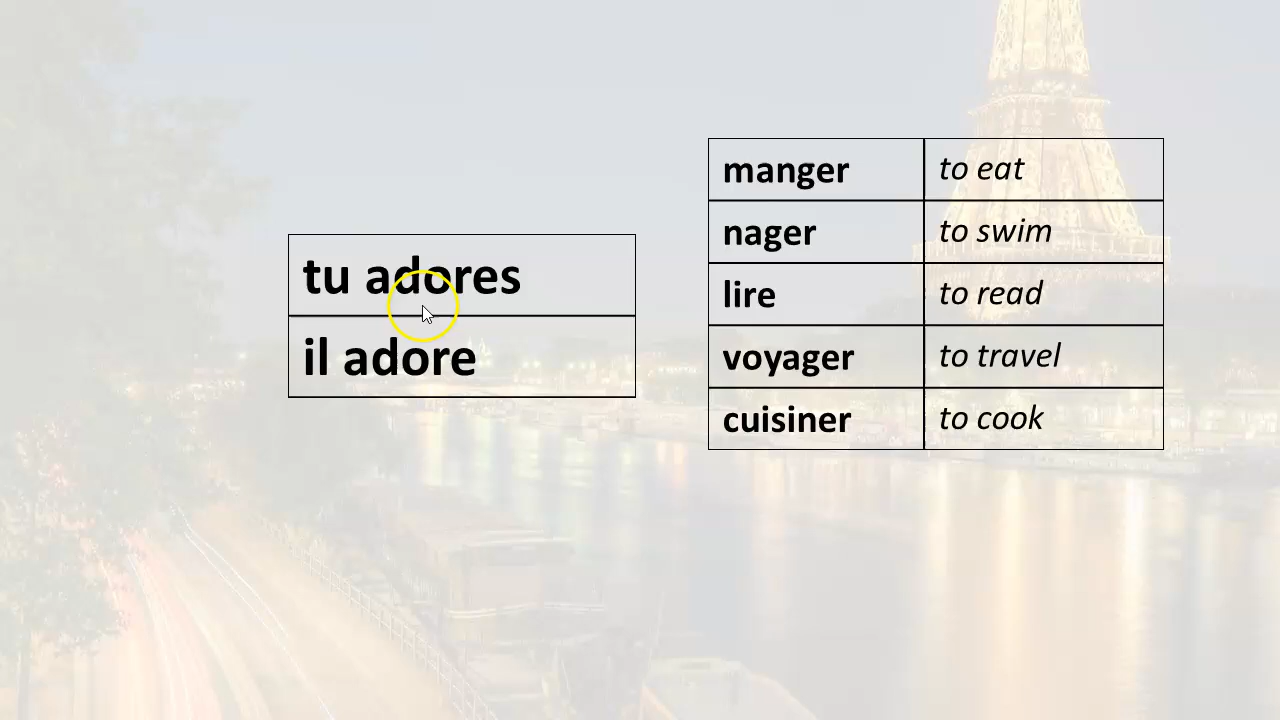 tu adores
il adore
manger to eat
nager to swim
lire to read
voyager to travel
cuisiner to cook